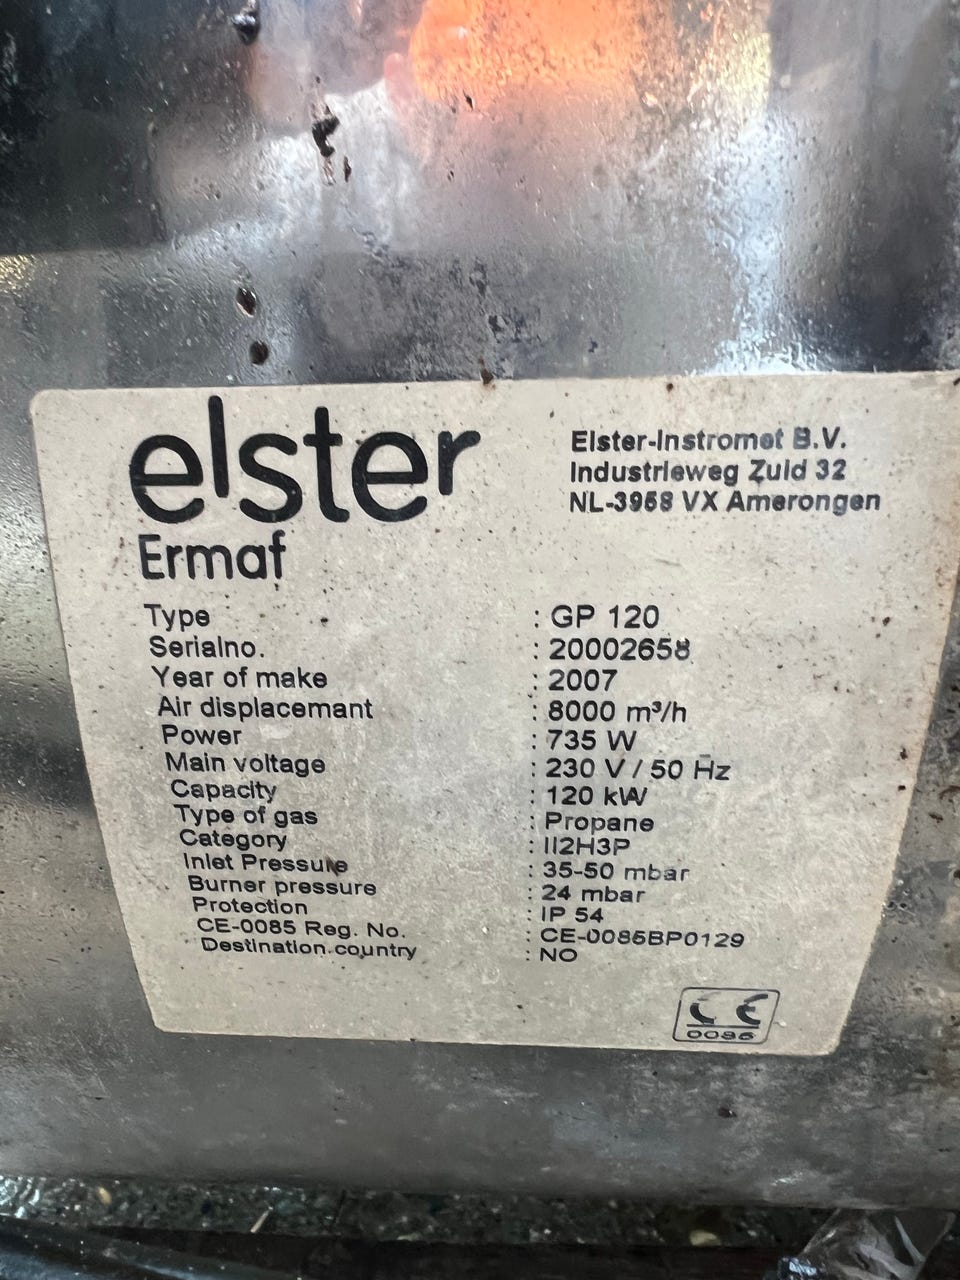 elster
Ermaf
Elster-Instromet B.V.
Industrieweg Zuid 32
NL-3958 VX Amerongen
Type : GP 120
Serialno. : 20002658
Year of make : 2007
Air displacemant : 8000 m³/h
Power : 735 W
Main voltage : 230 V / 50 Hz
Capacity : 120 kW
Type of gas : Propane
Category : II2H3P
Inlet Pressure : 35-50 mbar
Burner pressure : 24 mbar
Protection : IP 54
CE-0085 Reg. No. : CE-0085BP0129
Destination country : NO
CE
0085